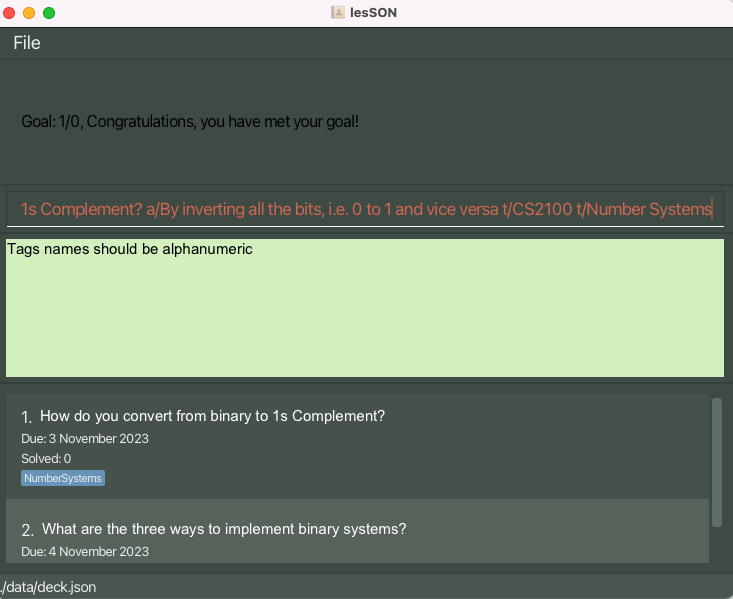 lesSON
File
Goal: 1/0, Congratulations, you have met your goal!
1s Complement? a/By inverting all the bits, i.e. 0 to 1 and vice versa t/CS2100 t/Number Systems
Tags names should be alphanumeric
1. How do you convert from binary to 1s Complement?
Due: 3 November 2023
Solved: 0
NumberSystems
2. What are the three ways to implement binary systems?
Due: 4 November 2023
./data/deck.json